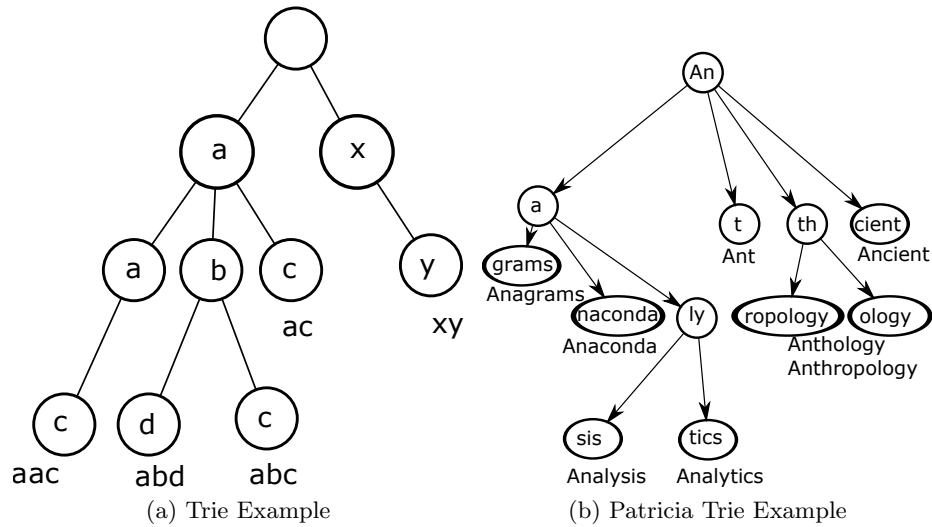 a
x
a
b
c
y
ac
xy
c
d
c
aac
abd
abc
(a) Trie Example
An
a
t
th
cient
Ant
Ancient
grams
Anagrams
naconda
ly
ropology
ology
Anaconda
Anthology
Anthropology
sis
tics
Analysis
Analytics
(b) Patricia Trie Example